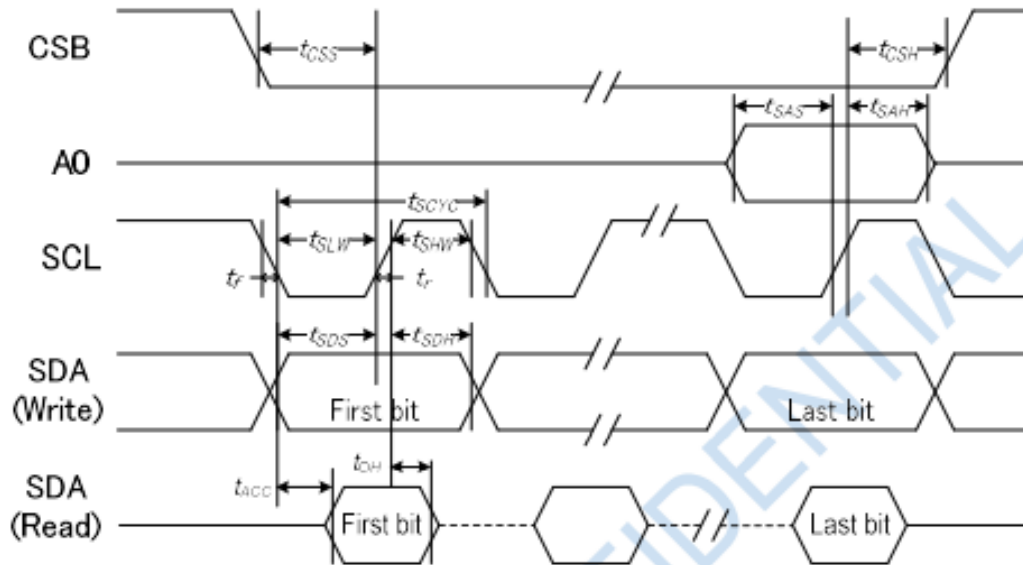 CSB
tCSS
tCSH
tSAS
tSAH
A0
tSCYC
tSLW
tSHW
SCL
tF
tr
tSDS
tSDH
SDA
(Write)
First bit
Last bit
tOH
tACC
SDA
(Read)
First bit
Last bit
FIDENTIAL